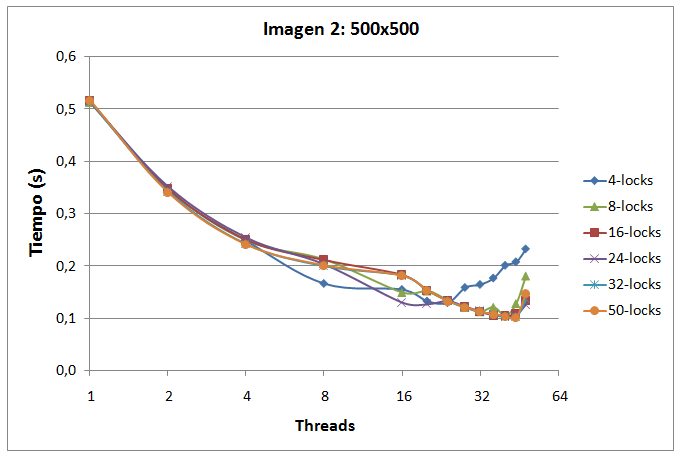 Imagen 2: 500x500
0,6
0,5
0,4
0,3
0,2
0,1
0,0
Tiempo (s)
1 2 4 8 16 32 64
Threads
4-locks
8-locks
16-locks
24-locks
32-locks
50-locks